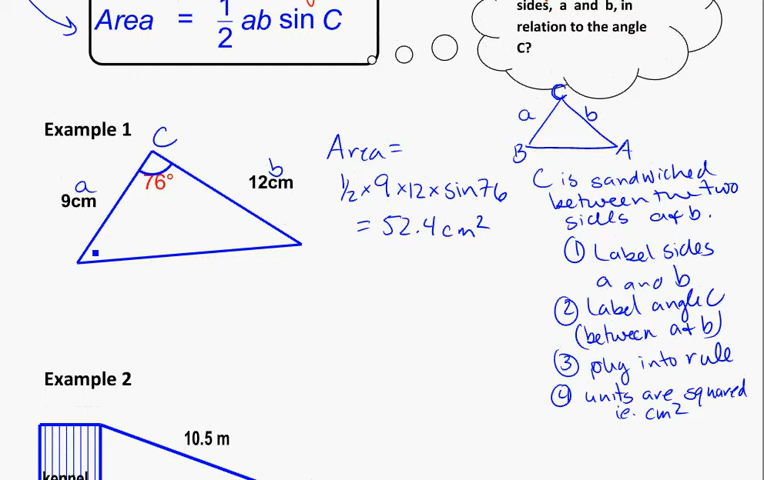 Area = 1/2 ab sin C
sides, a and b, in
relation to the angle
C?
Example 1
C
a
9cm
76°
b
12cm
Area =
½ × 9 × 12 × sin76
= 52.4 cm²
C
a
b
B
A
C is sandwiched
between the two
sides a & b.
① Label sides
a and b
② Label angle C
(between a & b)
③ plug into rule
④ units are squared
ie. cm²
Example 2
10.5 m
kennel